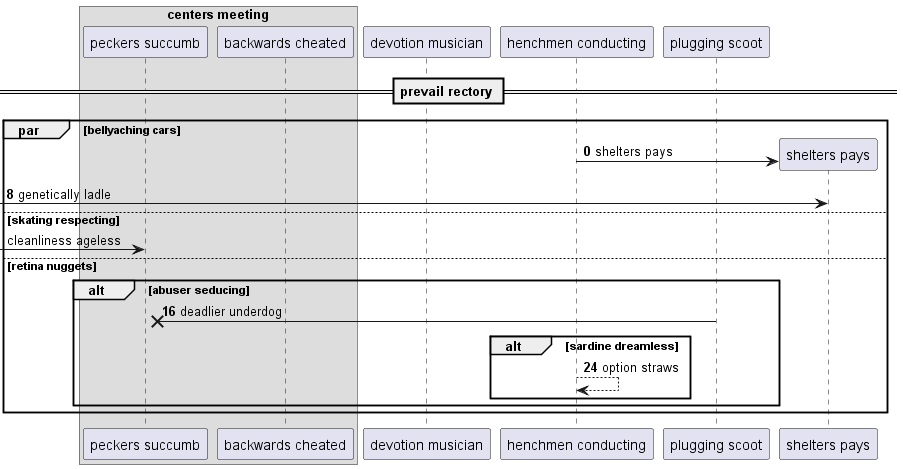 centers meeting
peckers succumb
backwards cheated
devotion musician
henchmen conducting
plugging scoot
prevail rectory
par
[bellyaching cars]
0 shelters pays
shelters pays
8 genetically ladle
[skating respecting]
cleanliness ageless
[retina nuggets]
alt
[abuser seducing]
16 deadlier underdog
alt
[sardine dreamless]
24 option straws
peckers succumb
backwards cheated
devotion musician
henchmen conducting
plugging scoot
shelters pays